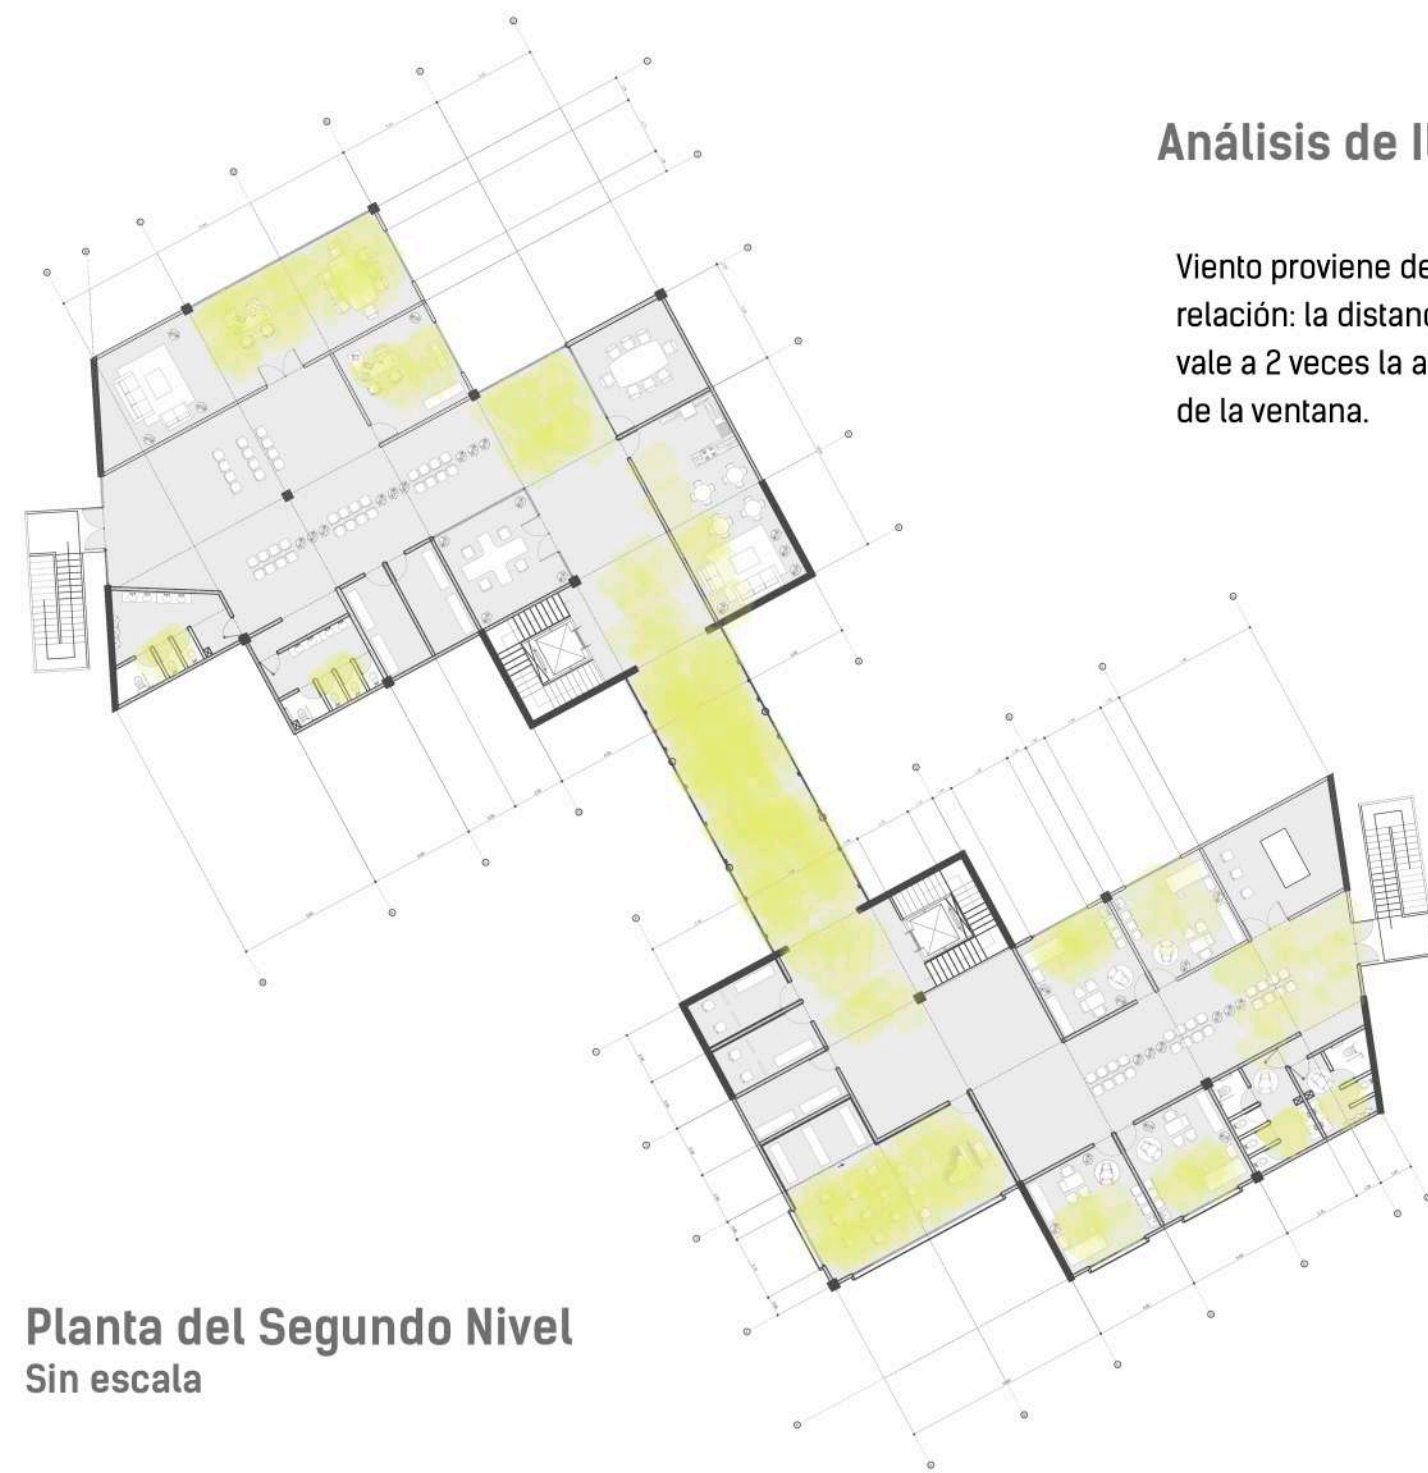 Análisis de Il
Viento proviene de
relación: la distanc
vale a 2 veces la a
de la ventana.
Planta del Segundo Nivel
Sin escala